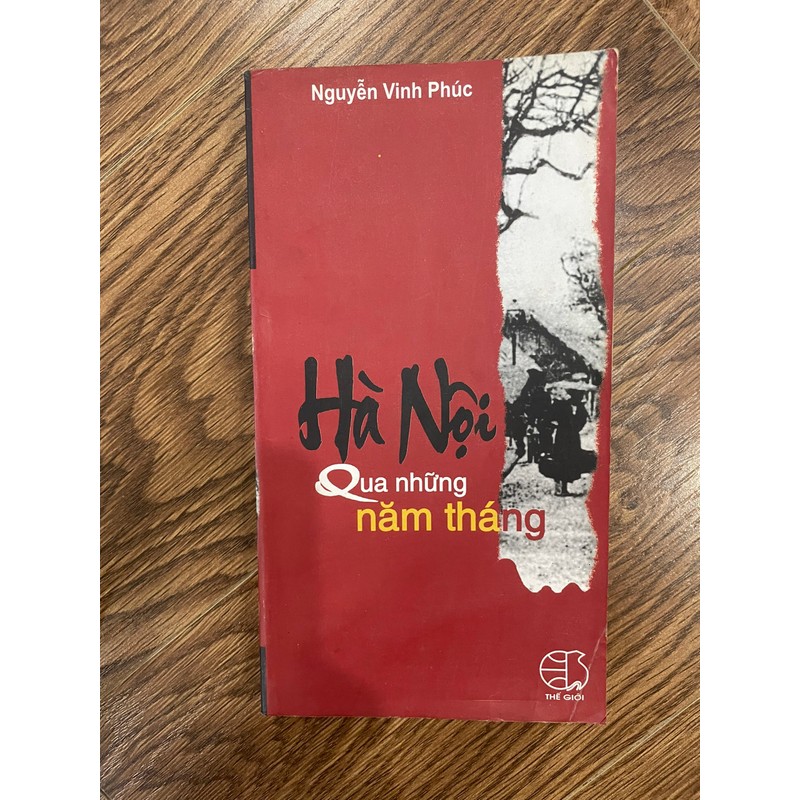 Nguyễn Vinh Phúc
Hà Nội
Qua những
năm tháng
THẾ GIỚI